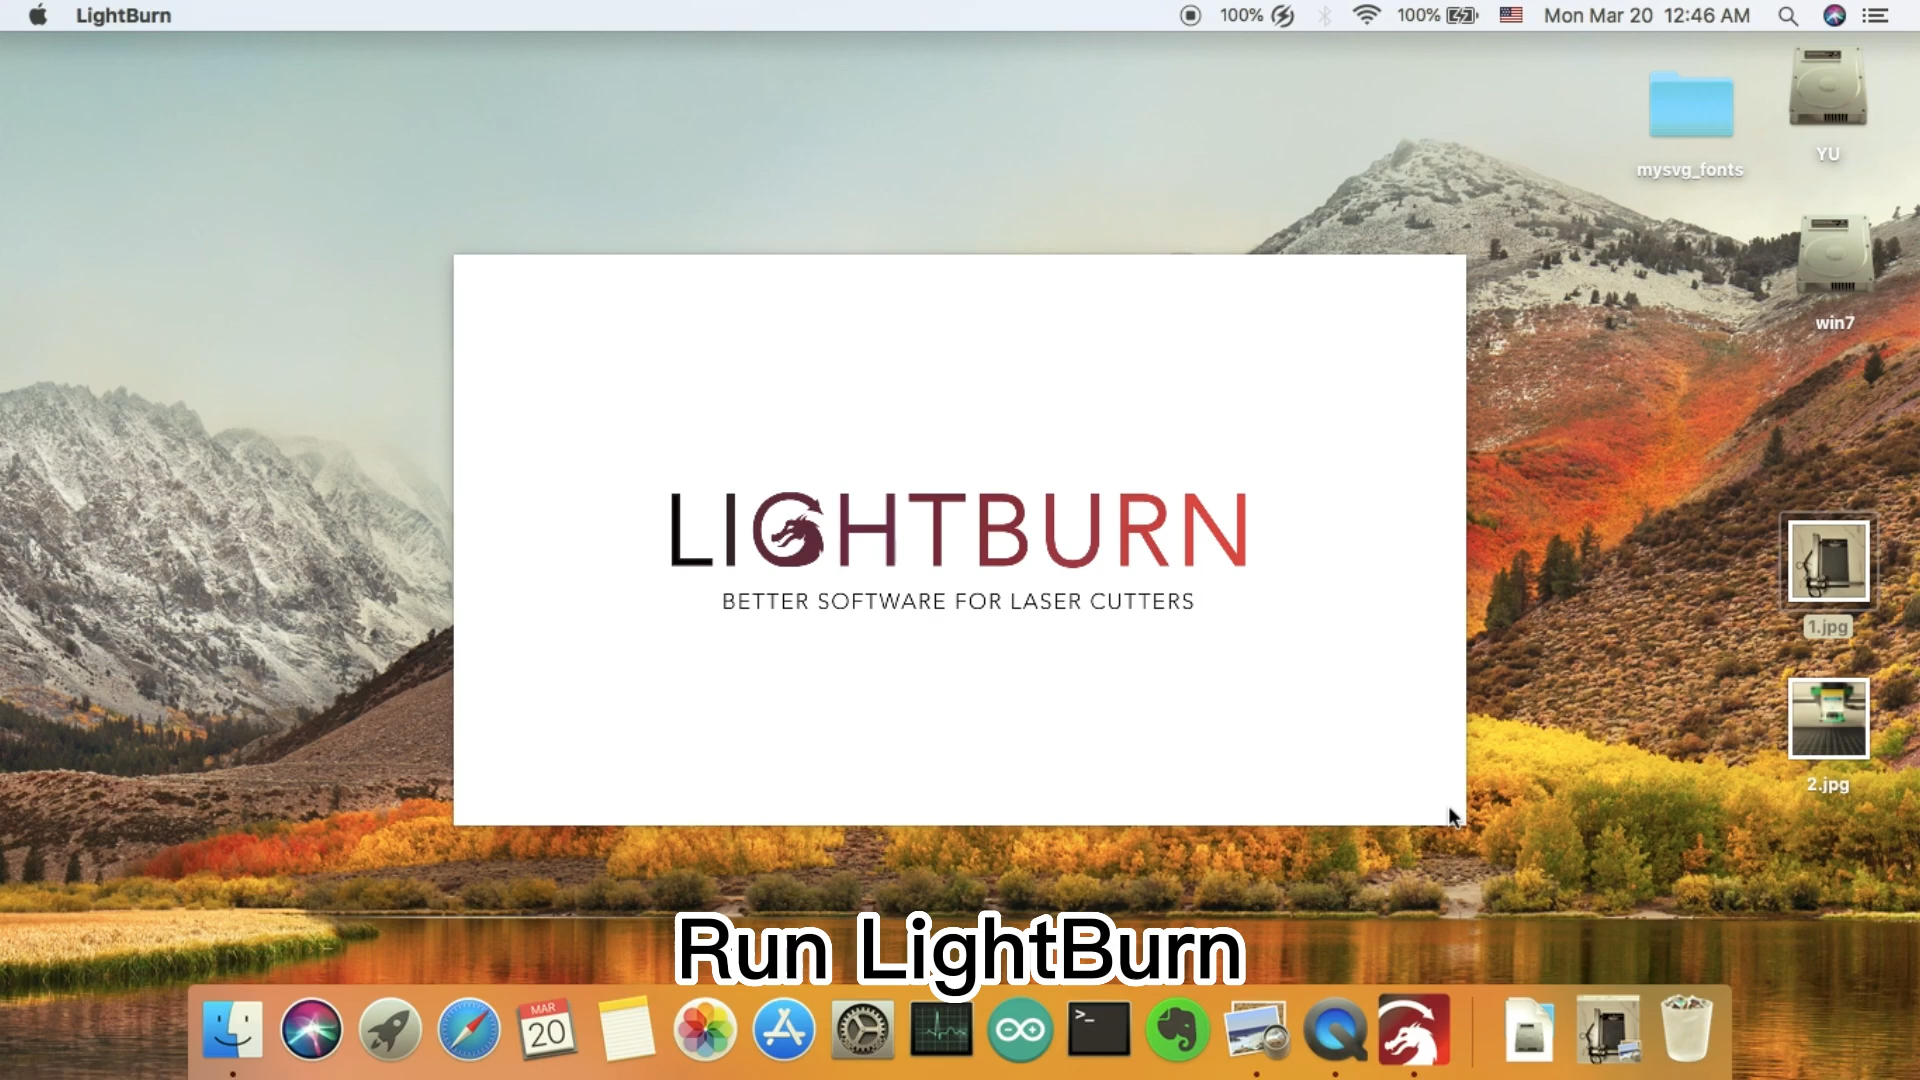 LightBurn
100%
100%
Mon Mar 20 12:46 AM
mysvg_fonts
YU
win7
LIGHTBURN
BETTER SOFTWARE FOR LASER CUTTERS
1.jpg
2.jpg
Run LightBurn
MAR
20
>_